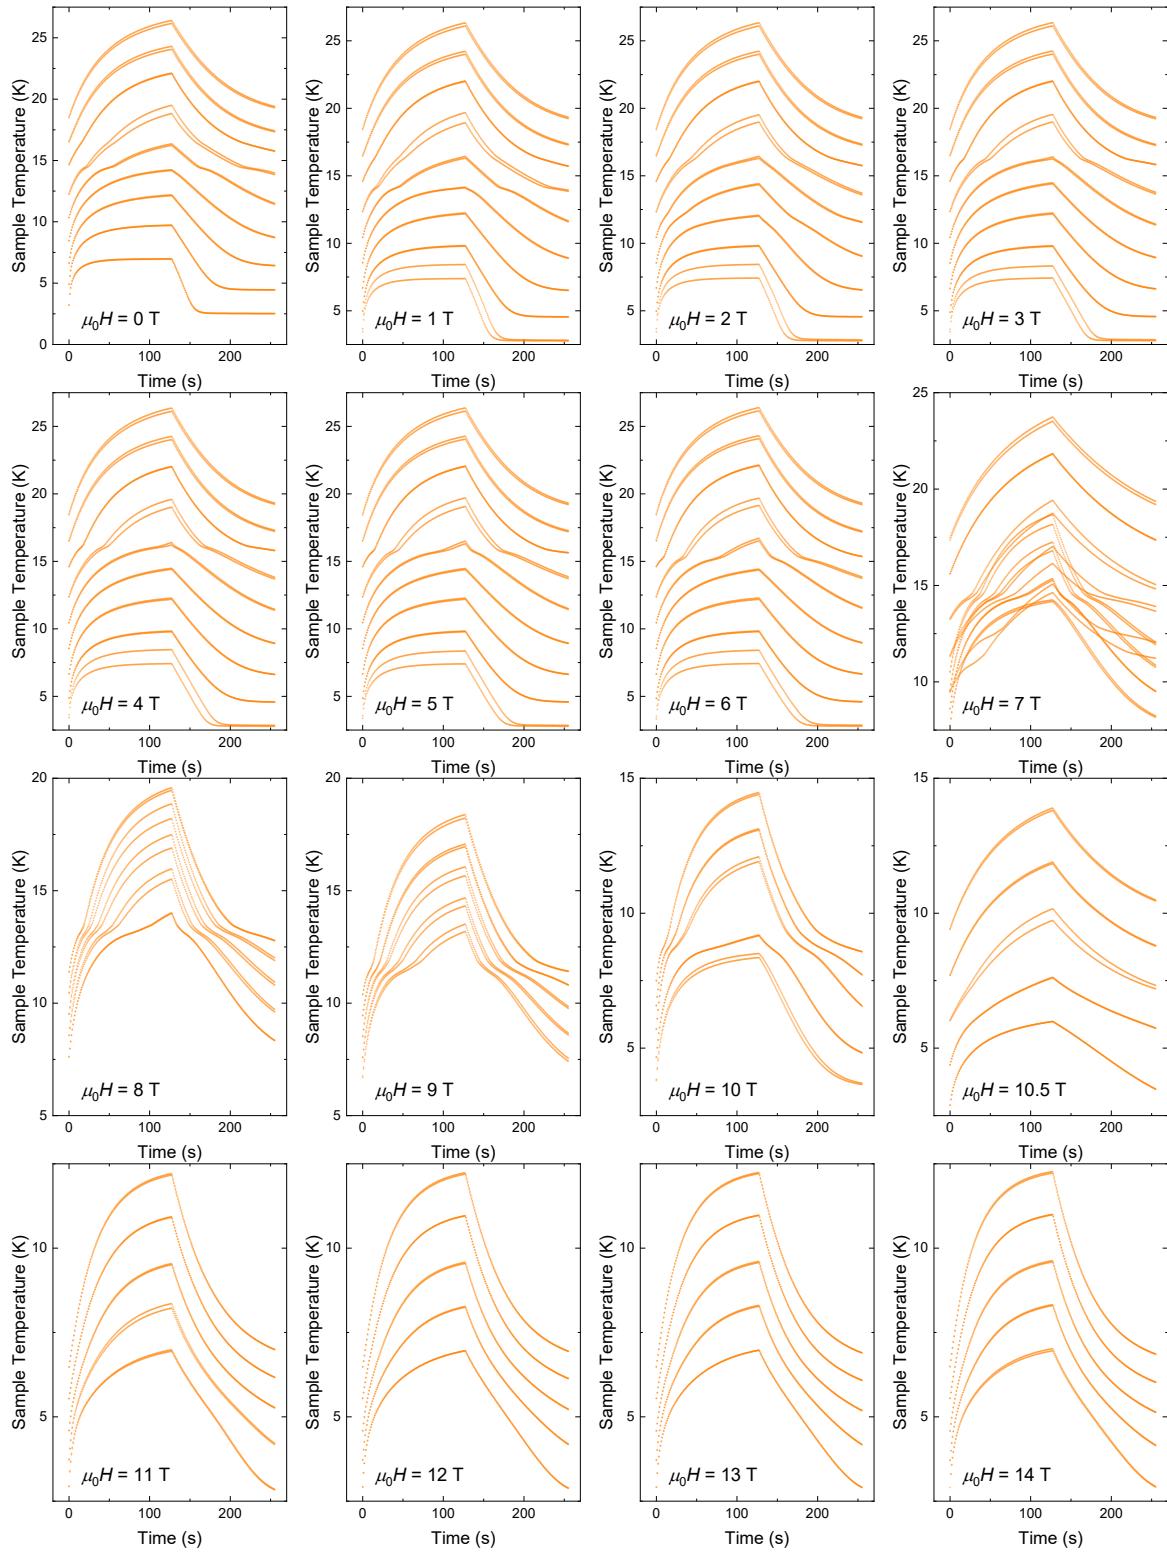 Sample Temperature (K)
25
20
15
10
5
0
μ₀H = 0 T
0 100 200
Time (s)
Sample Temperature (K)
25
20
15
10
5
μ₀H = 1 T
0 100 200
Time (s)
Sample Temperature (K)
25
20
15
10
5
μ₀H = 2 T
0 100 200
Time (s)
Sample Temperature (K)
25
20
15
10
5
μ₀H = 3 T
0 100 200
Time (s)
Sample Temperature (K)
25
20
15
10
5
μ₀H = 4 T
0 100 200
Time (s)
Sample Temperature (K)
25
20
15
10
5
μ₀H = 5 T
0 100 200
Time (s)
Sample Temperature (K)
25
20
15
10
5
μ₀H = 6 T
0 100 200
Time (s)
Sample Temperature (K)
25
20
15
10
μ₀H = 7 T
0 100 200
Time (s)
Sample Temperature (K)
20
15
10
5
μ₀H = 8 T
0 100 200
Time (s)
Sample Temperature (K)
20
15
10
5
μ₀H = 9 T
0 100 200
Time (s)
Sample Temperature (K)
15
10
5
μ₀H = 10 T
0 100 200
Time (s)
Sample Temperature (K)
15
10
5
μ₀H = 10.5 T
0 100 200
Time (s)
Sample Temperature (K)
10
5
μ₀H = 11 T
0 100 200
Time (s)
Sample Temperature (K)
10
5
μ₀H = 12 T
0 100 200
Time (s)
Sample Temperature (K)
10
5
μ₀H = 13 T
0 100 200
Time (s)
Sample Temperature (K)
10
5
μ₀H = 14 T
0 100 200
Time (s)